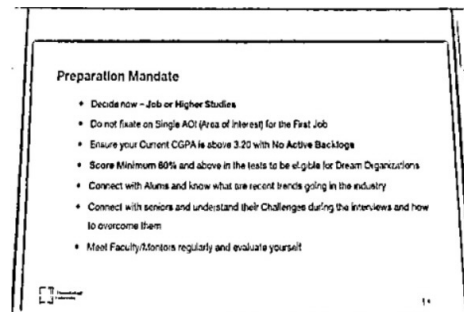 Preparation Mandate
• Decide now – Job or Higher Studies
• Do not fixate on Single AOI (Area of Interest) for the First Job
• Ensure your Current CGPA is above 3.20 with No Active Backlogs
• Score Minimum 60% and above in the tests to be eligible for Dream Organizations
• Connect with Alums and know what are recent trends going in the industry
• Connect with seniors and understand their Challenges during the interviews and how
to overcome them
• Meet Faculty/Mentors regularly and evaluate yourself